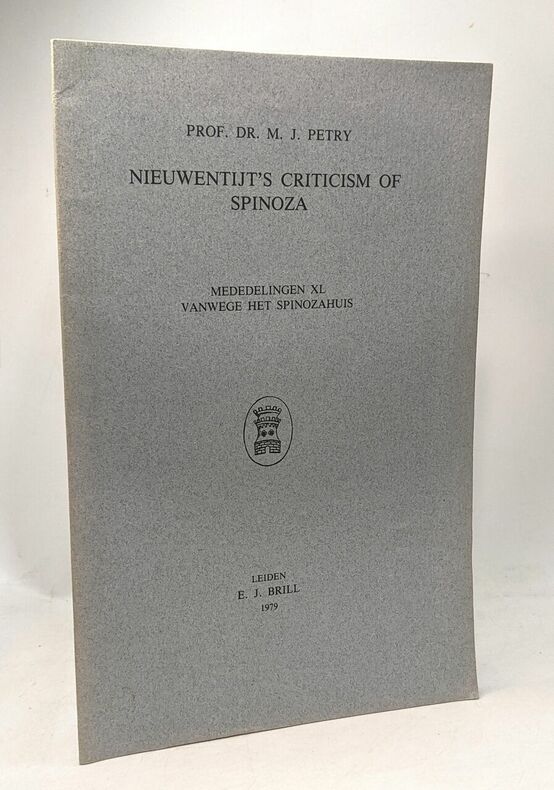 PROF. DR. M. J. PETRY
NIEUWENTIJT'S CRITICISM OF
SPINOZA
MEDEDELINGEN XL
VANWEGE HET SPINOZAHUIS
LEIDEN
E. J. BRILL
1979